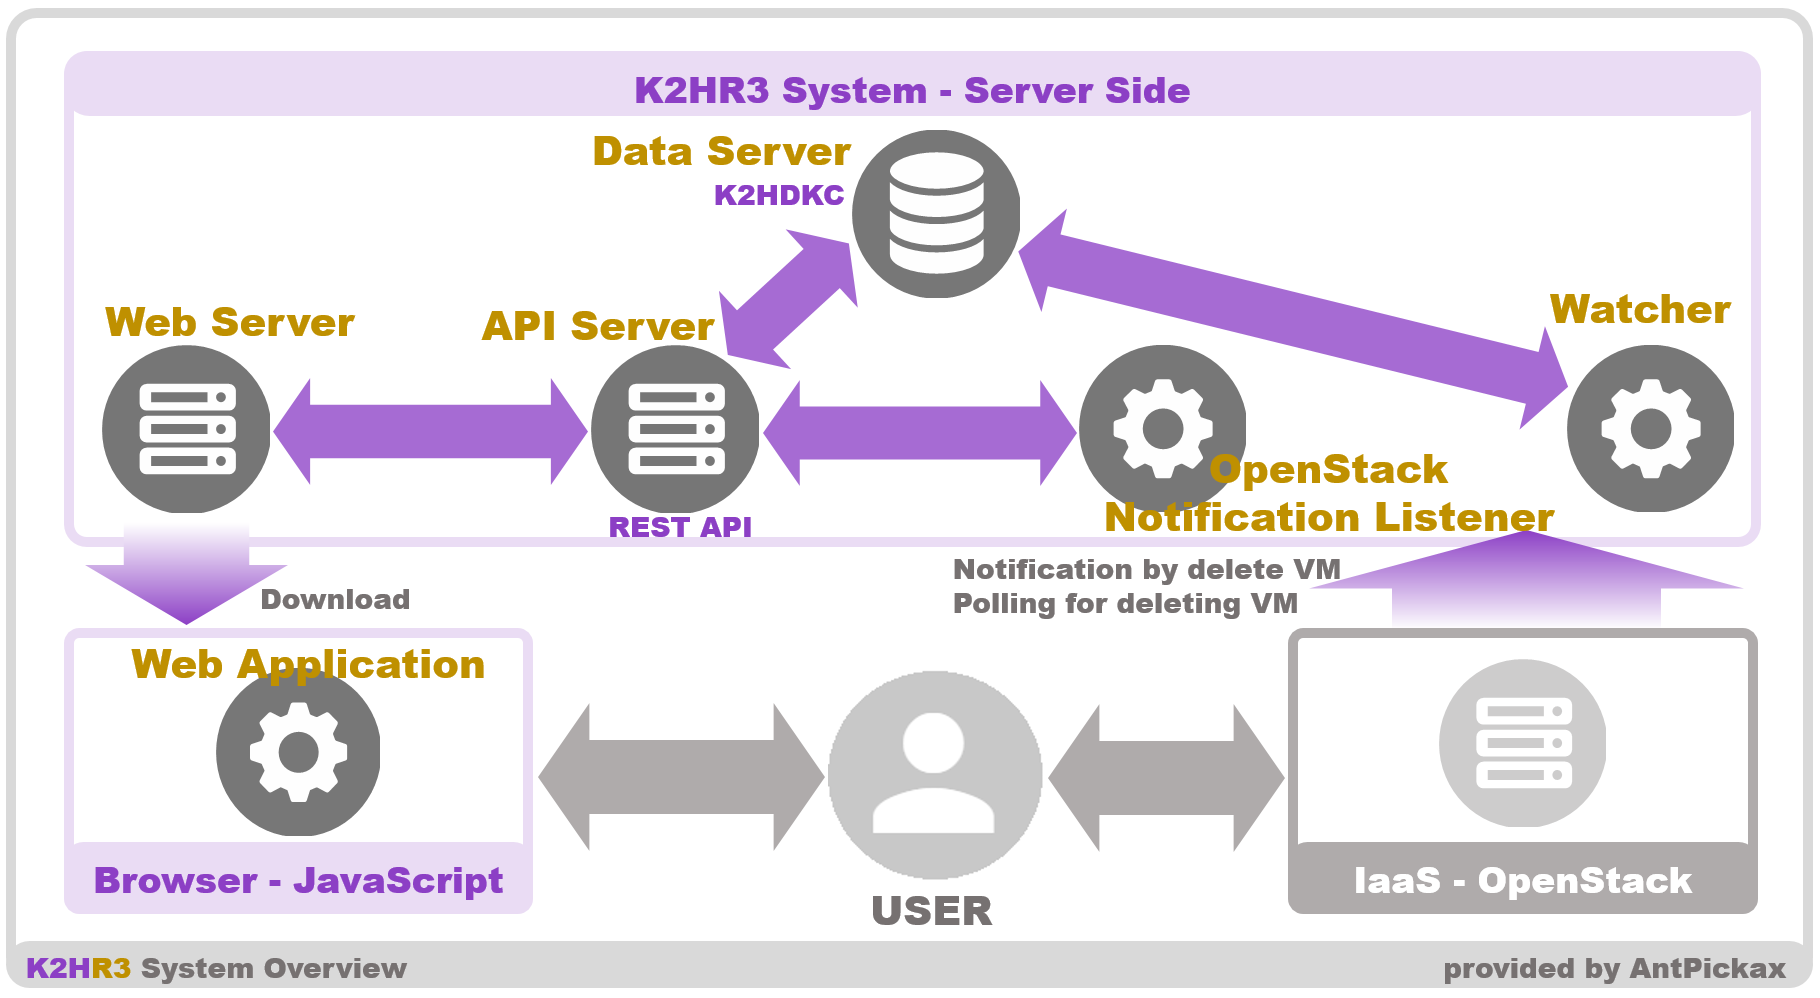 K2HR3 System - Server Side
Data Server
K2HDKC
Web Server
API Server
Watcher
OpenStack
Notification Listener
REST API
Download
Notification by delete VM
Polling for deleting VM
Web Application
Browser - JavaScript
USER
IaaS - OpenStack
K2HR3 System Overview
provided by AntPickax